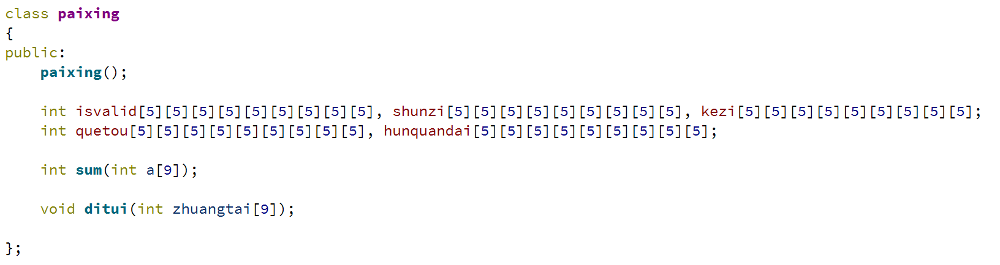 class paixing
{
public:
    paixing();
    int isvalid[5][5][5][5][5][5][5][5][5], shunzi[5][5][5][5][5][5][5][5][5], kezi[5][5][5][5][5][5][5][5][5];
    int quetou[5][5][5][5][5][5][5][5][5], hunquandai[5][5][5][5][5][5][5][5][5];
    int sum(int a[9]);
    void ditui(int zhuangtai[9]);
};